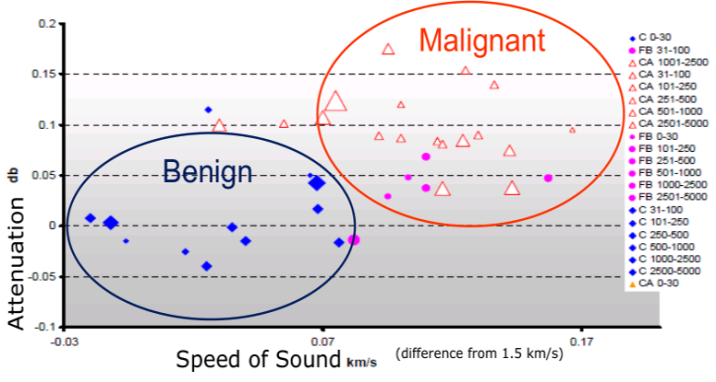 0.2
0.15
0.1
0.05
0
-0.05
-0.1
Attenuation db
Malignant
Benign
-0.03
0.07
0.17
Speed of Sound km/s (difference from 1.5 km/s)
C 0-30
FB 31-100
CA 1001-2500
CA 31-100
CA 101-250
CA 251-500
CA 501-1000
CA 2501-5000
FB 0-30
FB 101-250
FB 251-500
FB 501-1000
FB 1000-2500
FB 2501-5000
C 31-100
C 101-250
C 250-500
C 500-1000
C 1000-2500
C 2500-5000
CA 0-30